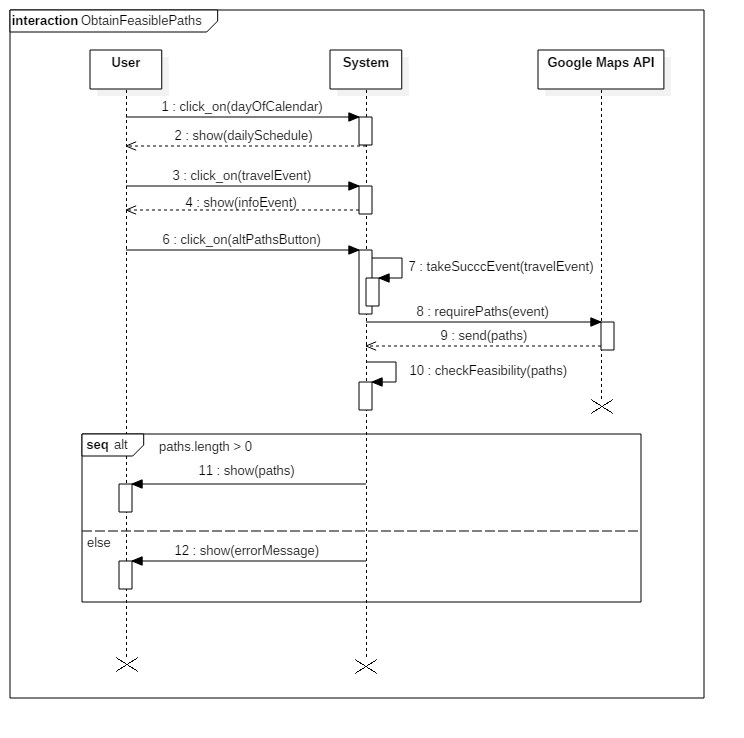 interaction ObtainFeasiblePaths
User
System
Google Maps API
1 : click_on(dayOfCalendar)
2 : show(dailySchedule)
3 : click_on(travelEvent)
4 : show(infoEvent)
6 : click_on(altPathsButton)
7 : takeSucccEvent(travelEvent)
8 : requirePaths(event)
9 : send(paths)
10 : checkFeasibility(paths)
seq alt
paths.length > 0
11 : show(paths)
else
12 : show(errorMessage)